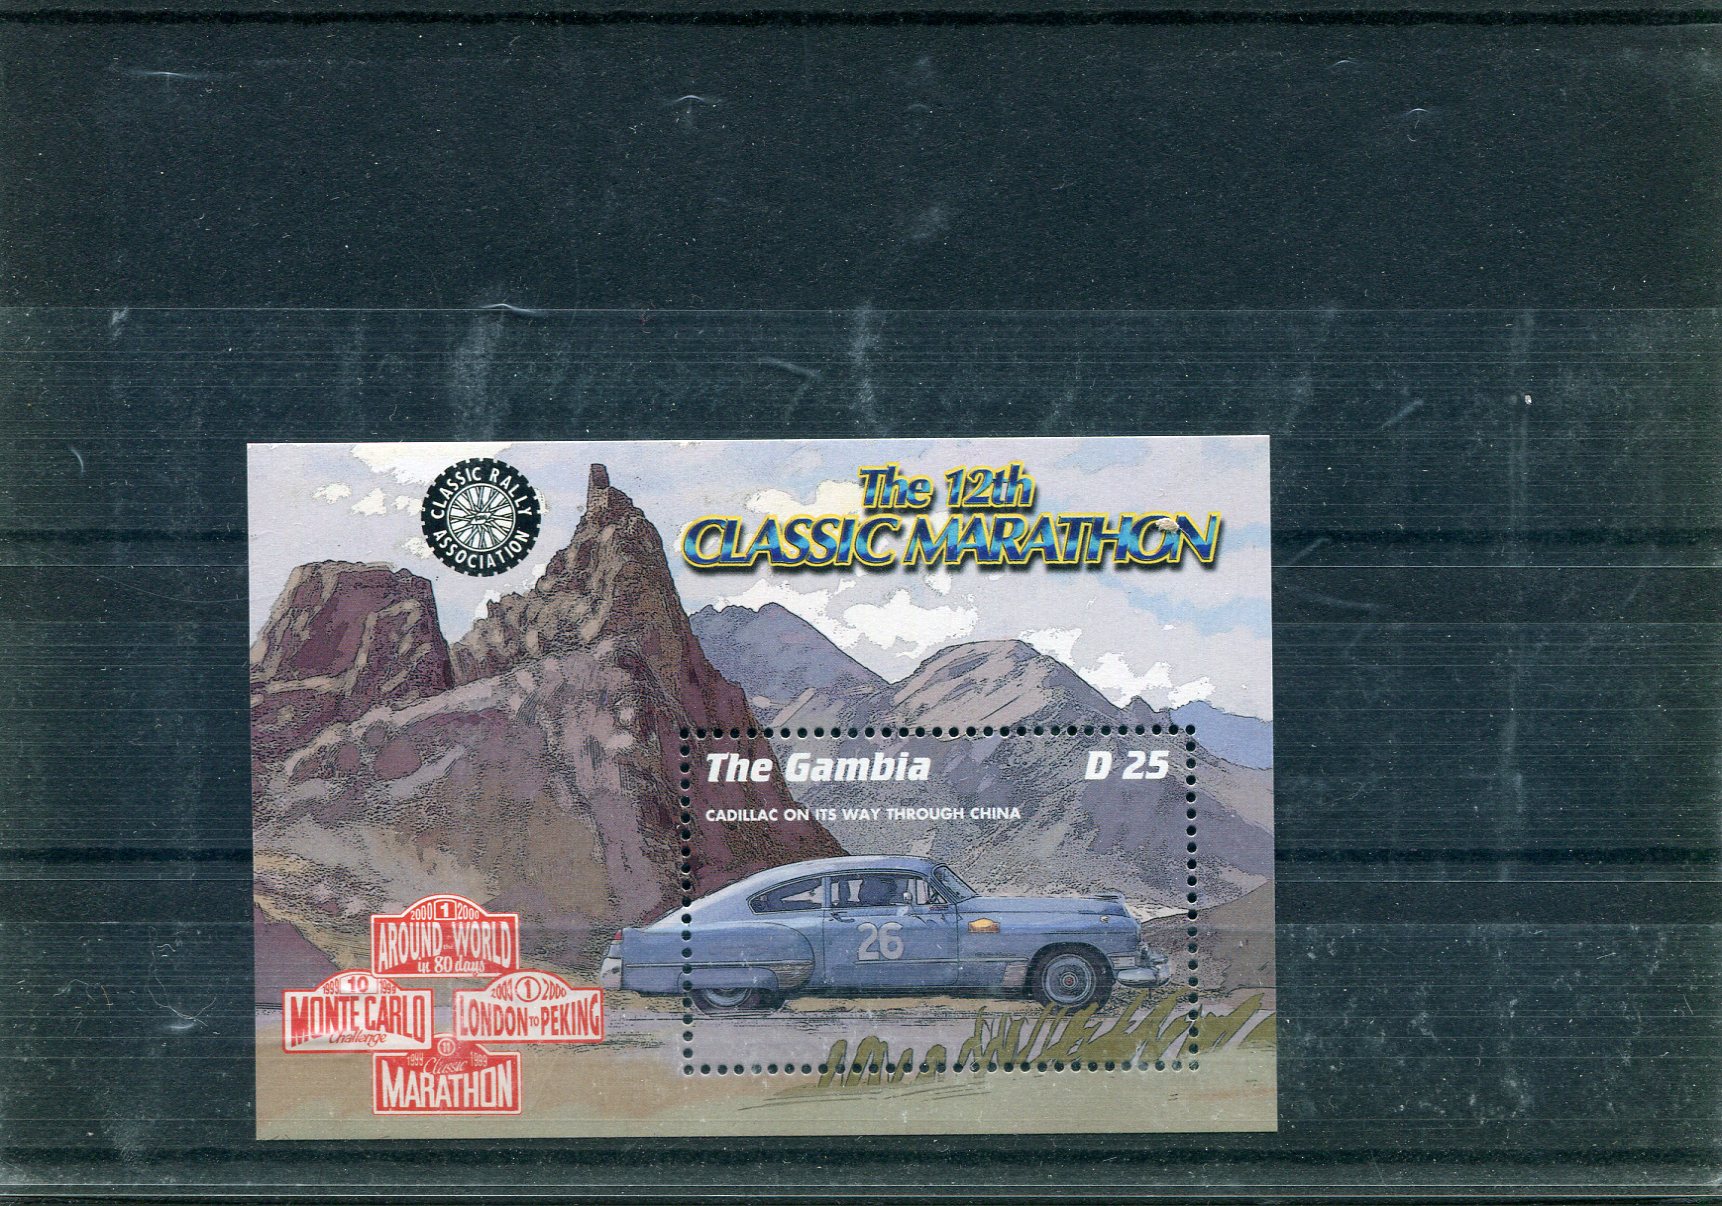 CLASSIC RALLY
ASSOCIATION
The 12th
CLASSIC MARATHON
The Gambia
D 25
CADILLAC ON ITS WAY THROUGH CHINA
26
2000 1 2000
AROUND the WORLD
in 80 days
1999 10 1999
MONTE CARLO
Challenge
2000 1 2000
LONDON TO PEKING
11
1999 Classic 1999
MARATHON